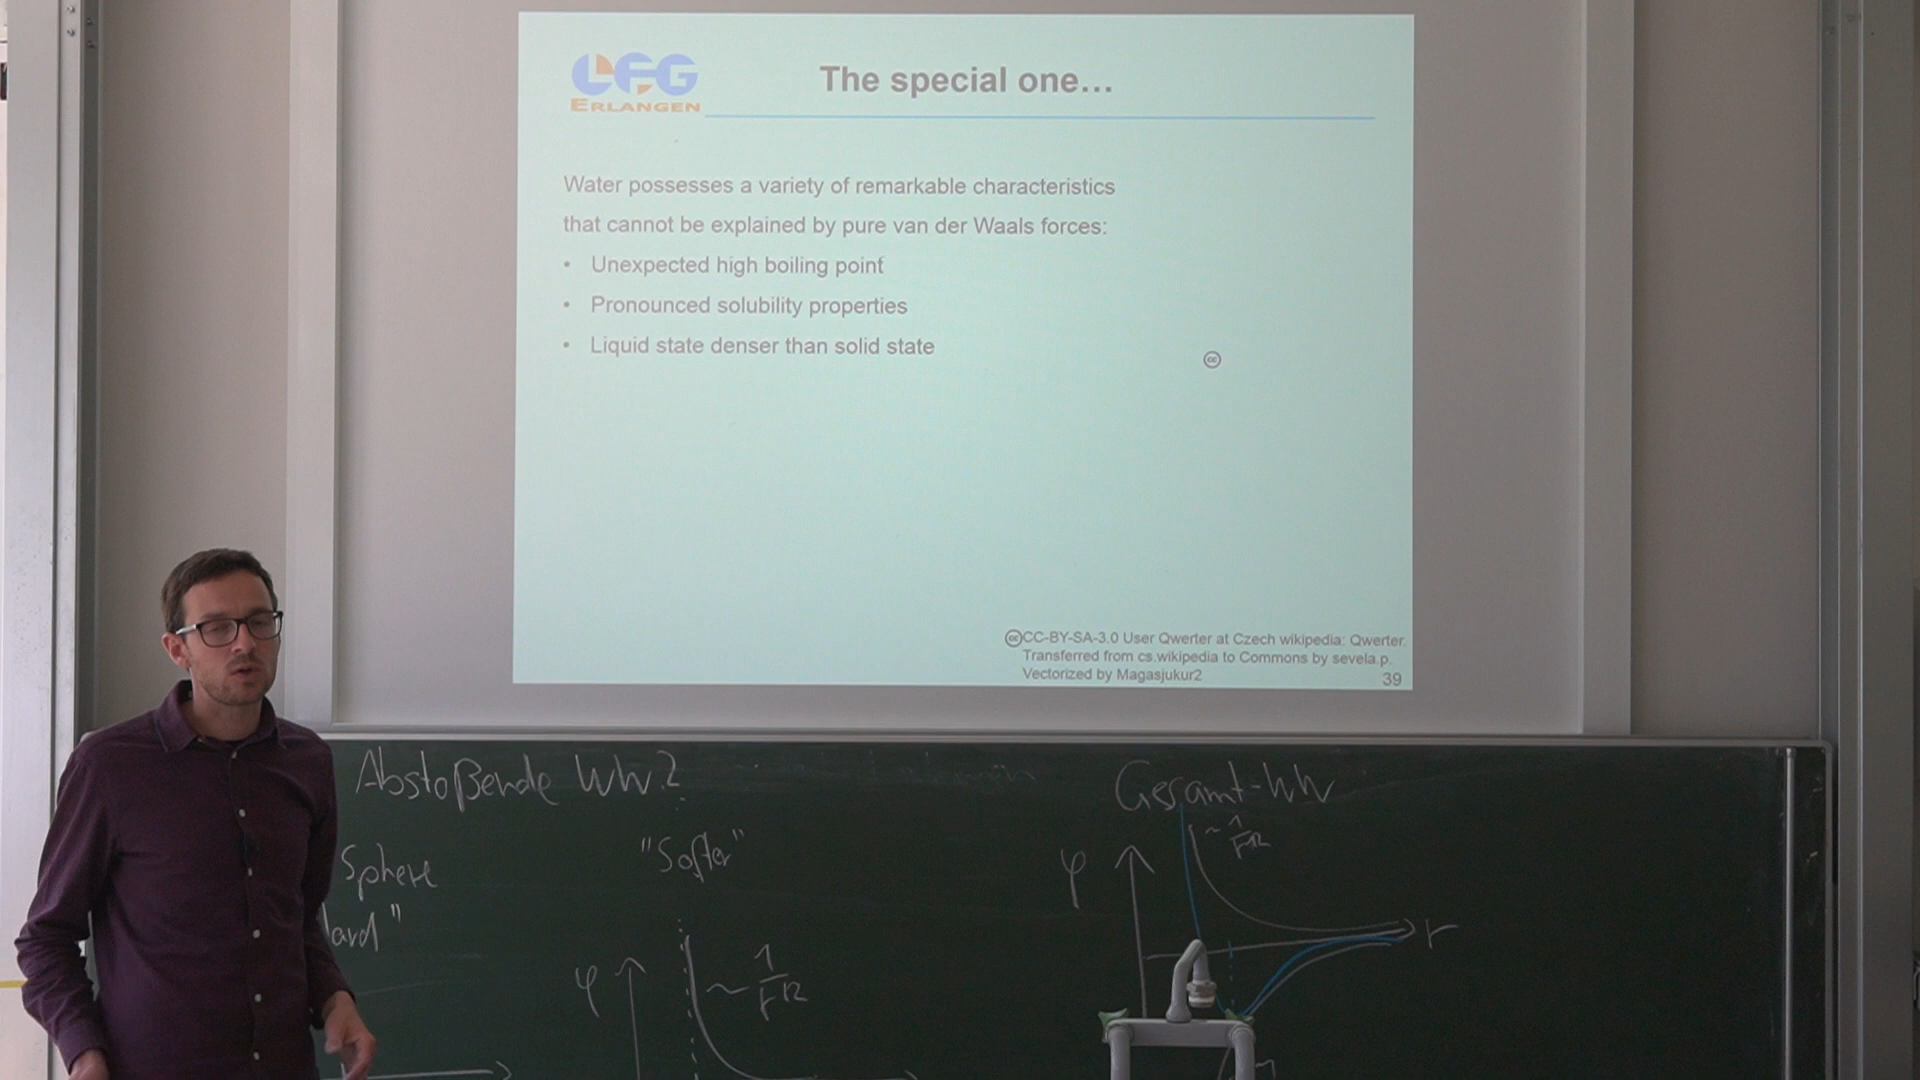 LFG
ERLANGEN
The special one...
Water possesses a variety of remarkable characteristics
that cannot be explained by pure van der Waals forces:
• Unexpected high boiling point
• Pronounced solubility properties
• Liquid state denser than solid state
cc
cc CC-BY-SA-3.0 User Qwerter at Czech wikipedia: Qwerter.
Transferred from cs.wikipedia to Commons by sevela.p.
Vectorized by Magasjukur2
39
Abstoßende WW?
Sphere
"Softer"
φ
~ 1/r¹²
Gesamt-WW
φ
~ 1/r¹²
r